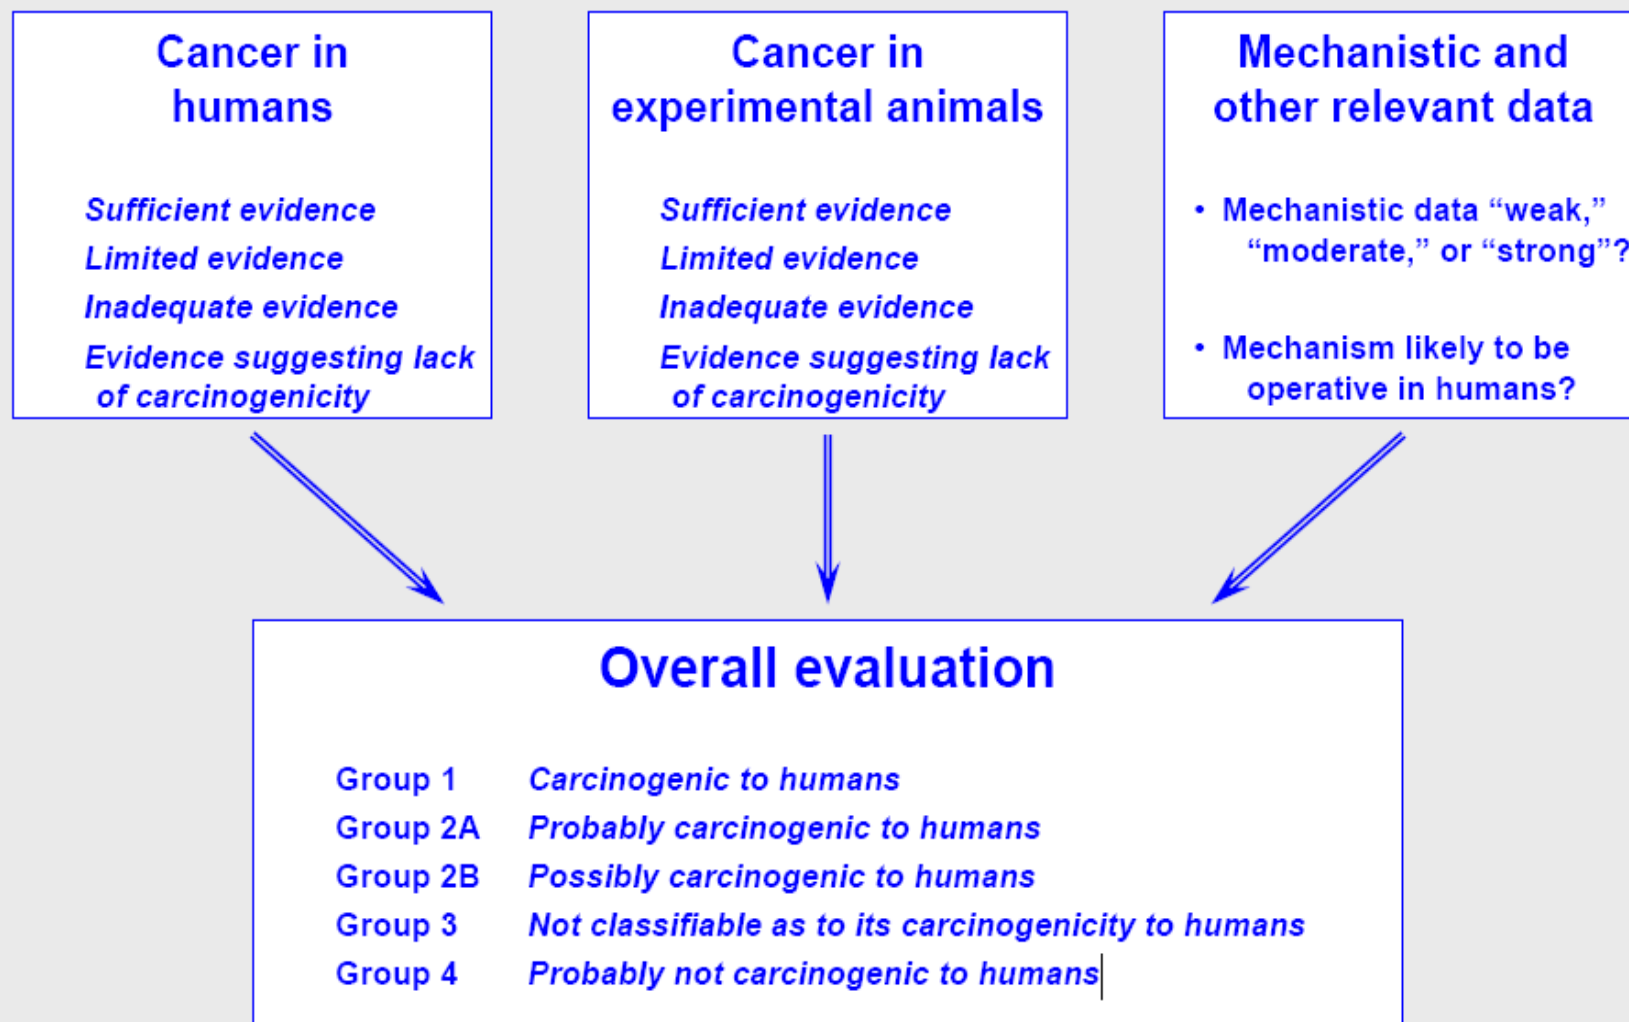 Cancer in
humans
Sufficient evidence
Limited evidence
Inadequate evidence
Evidence suggesting lack
of carcinogenicity
Cancer in
experimental animals
Sufficient evidence
Limited evidence
Inadequate evidence
Evidence suggesting lack
of carcinogenicity
Mechanistic and
other relevant data
• Mechanistic data “weak,”
“moderate,” or “strong”?
• Mechanism likely to be
operative in humans?
Overall evaluation
Group 1 Carcinogenic to humans
Group 2A Probably carcinogenic to humans
Group 2B Possibly carcinogenic to humans
Group 3 Not classifiable as to its carcinogenicity to humans
Group 4 Probably not carcinogenic to humans